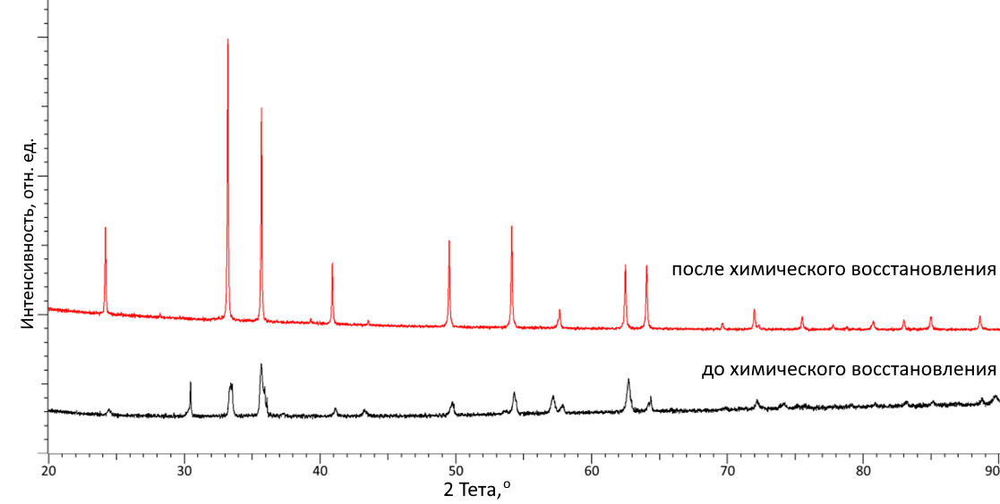 Интенсивность, отн. ед.
после химического восстановления
до химического восстановления
20 30 40 50 60 70 80 90
2 Тета,°